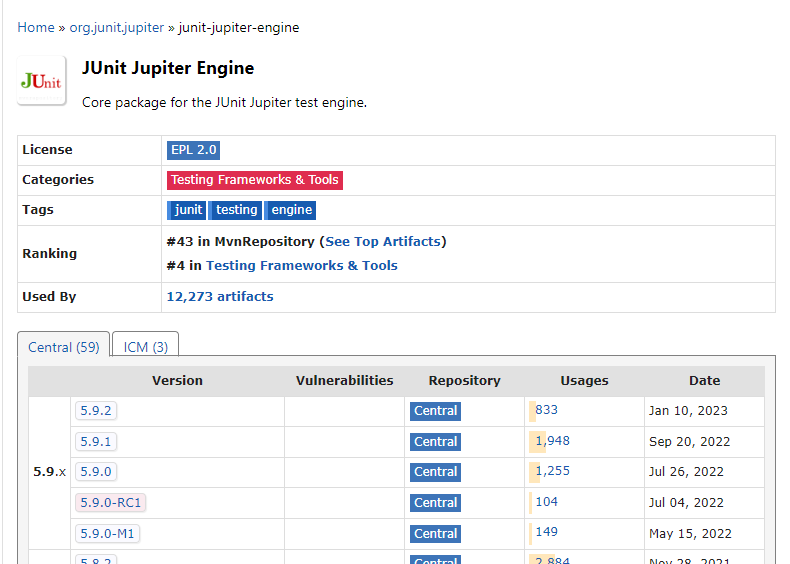 Home » org.junit.jupiter » junit-jupiter-engine
JUnit
JUnit Jupiter Engine
Core package for the JUnit Jupiter test engine.
License EPL 2.0
Categories Testing Frameworks & Tools
Tags junit testing engine
Ranking #43 in MvnRepository (See Top Artifacts)
#4 in Testing Frameworks & Tools
Used By 12,273 artifacts
Central (59) ICM (3)
Version Vulnerabilities Repository Usages Date
5.9.2 Central 833 Jan 10, 2023
5.9.1 Central 1,948 Sep 20, 2022
5.9.x 5.9.0 Central 1,255 Jul 26, 2022
5.9.0-RC1 Central 104 Jul 04, 2022
5.9.0-M1 Central 149 May 15, 2022
5.8.2 Central 2,884 Nov 28, 2021